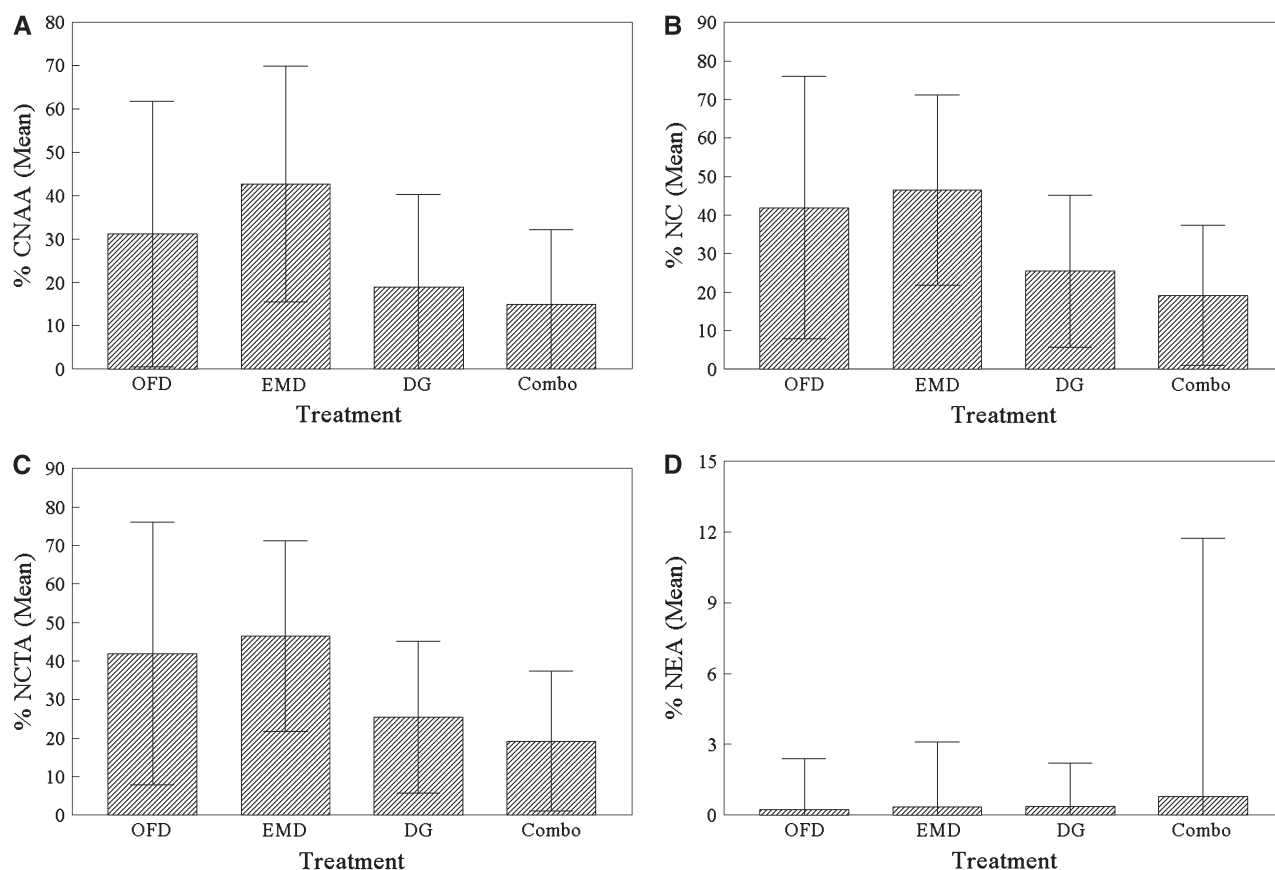 A
% CNAA (Mean)
80
70
60
50
40
30
20
10
0
OFD EMD DG Combo
Treatment
B
% NC (Mean)
90
80
70
60
50
40
30
20
10
0
OFD EMD DG Combo
Treatment
C
% NCTA (Mean)
90
80
70
60
50
40
30
20
10
0
OFD EMD DG Combo
Treatment
D
% NEA (Mean)
15
12
9
6
3
0
OFD EMD DG Combo
Treatment